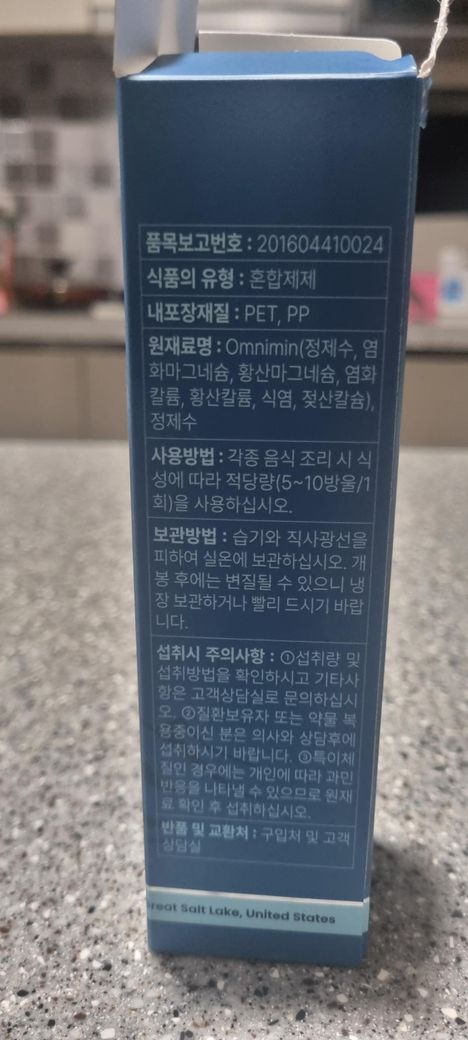 품목보고번호 : 201604410024
식품의 유형 : 혼합제제
내포장재질 : PET, PP
원재료명 : Omnimin(정제수, 염
화마그네슘, 황산마그네슘, 염화
칼륨, 황산칼륨, 식염, 젖산칼슘),
정제수
사용방법 : 각종 음식 조리 시 식
성에 따라 적당량(5~10방울/1
회)을 사용하십시오.
보관방법 : 습기와 직사광선을
피하여 실온에 보관하십시오. 개
봉 후에는 변질될 수 있으니 냉
장 보관하거나 빨리 드시기 바랍
니다.
섭취시 주의사항 : ①섭취량 및
섭취방법을 확인하시고 기타사
항은 고객상담실로 문의하십시
오. ②질환보유자 또는 약물 복
용중이신 분은 의사와 상담후에
섭취하시기 바랍니다. ③특이체
질인 경우에는 개인에 따라 과민
반응을 나타낼 수 있으므로 원재
료 확인 후 섭취하십시오.
반품 및 교환처 : 구입처 및 고객
상담실
reat Salt Lake, United States